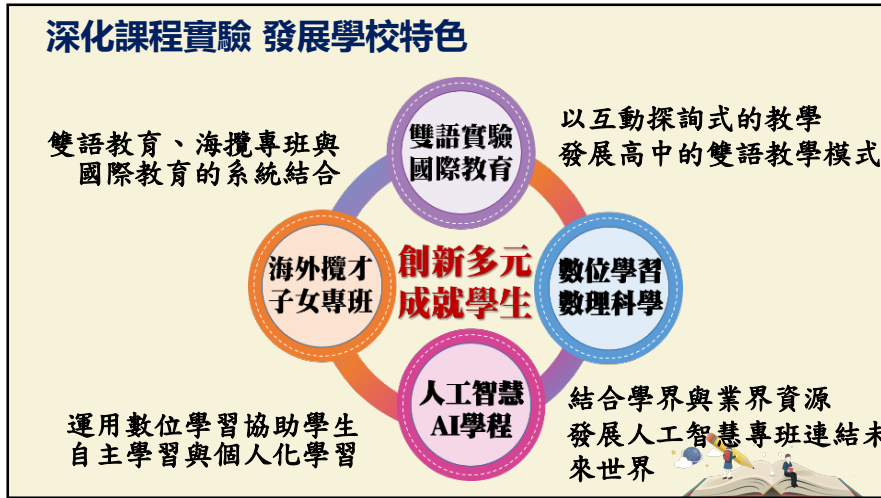 深化課程實驗 發展學校特色
雙語教育、海攬專班與
國際教育的系統結合
雙語實驗
國際教育
以互動探詢式的教學
發展高中的雙語教學模式
海外攬才
子女專班
創新多元
成就學生
數位學習
數理科學
人工智慧
AI學程
運用數位學習協助學生
自主學習與個人化學習
結合學界與業界資源
發展人工智慧專班連結未
來世界